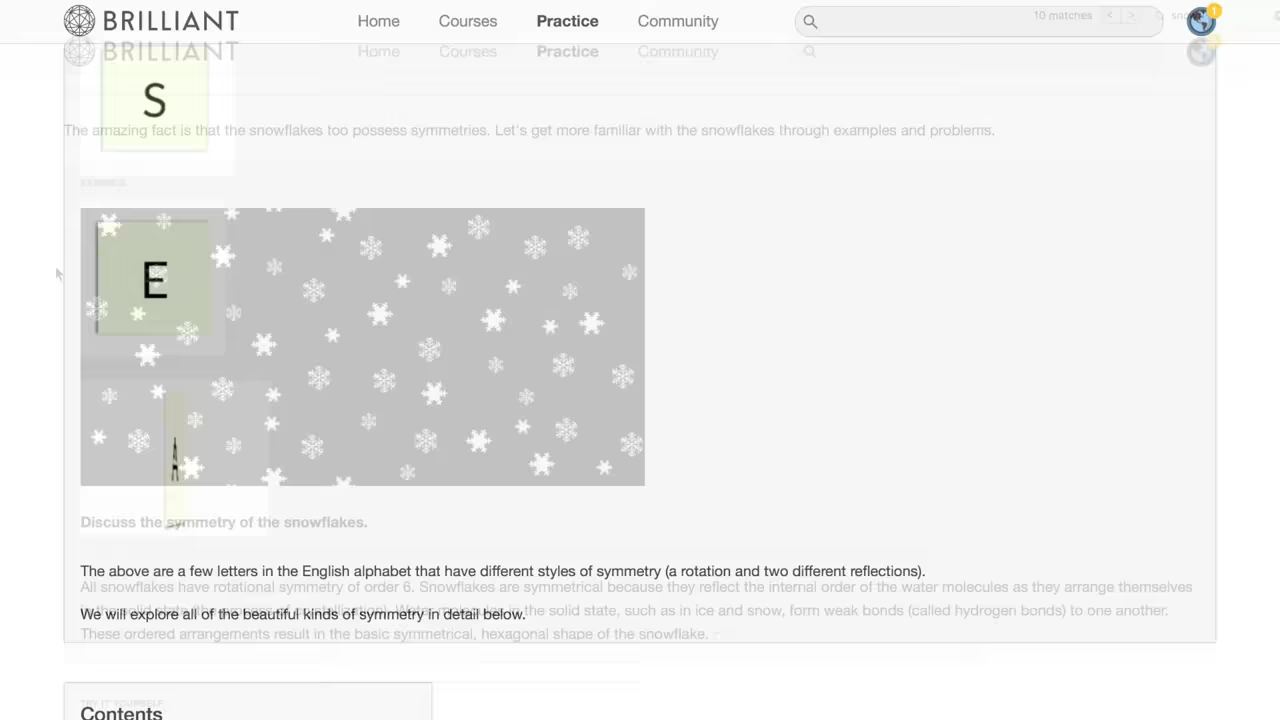 BRILLIANT
Home Courses Practice Community
10 matches < >
1
BRILLIANT
Home Courses Practice Community
S
The amazing fact is that the snowflakes too possess symmetries. Let's get more familiar with the snowflakes through examples and problems.
EXAMPLE
E
A
Discuss the symmetry of the snowflakes.
The above are a few letters in the English alphabet that have different styles of symmetry (a rotation and two different reflections).
All snowflakes have rotational symmetry of order 6. Snowflakes are symmetrical because they reflect the internal order of the water molecules as they arrange themselves
in the solid state, such as in ice and snow, form weak bonds (called hydrogen bonds) to one another.
We will explore all of the beautiful kinds of symmetry in detail below.
These ordered arrangements result in the basic symmetrical, hexagonal shape of the snowflake.
TRY IT YOURSELF
Contents